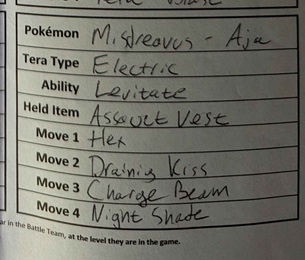 Pokémon Misdreavus - Aja
Tera Type Electric
Ability Levitate
Held Item Assault Vest
Move 1 Hex
Move 2 Draining Kiss
Move 3 Charge Beam
Move 4 Night Shade
ar in the Battle Team, at the level they are in the game.